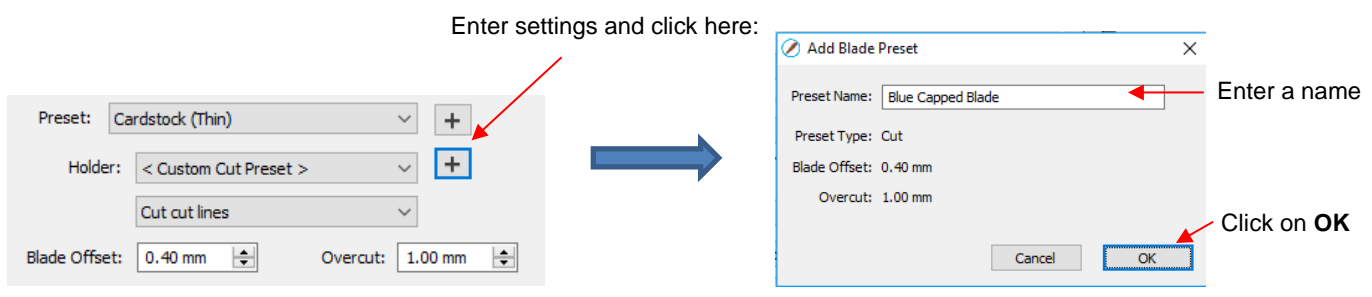 Enter settings and click here:
Preset: Cardstock (Thin) +
Holder: < Custom Cut Preset > +
Cut cut lines
Blade Offset: 0.40 mm Overcut: 1.00 mm
Add Blade Preset
Preset Name: Blue Capped Blade
Enter a name
Preset Type: Cut
Blade Offset: 0.40 mm
Overcut: 1.00 mm
Click on OK
Cancel OK